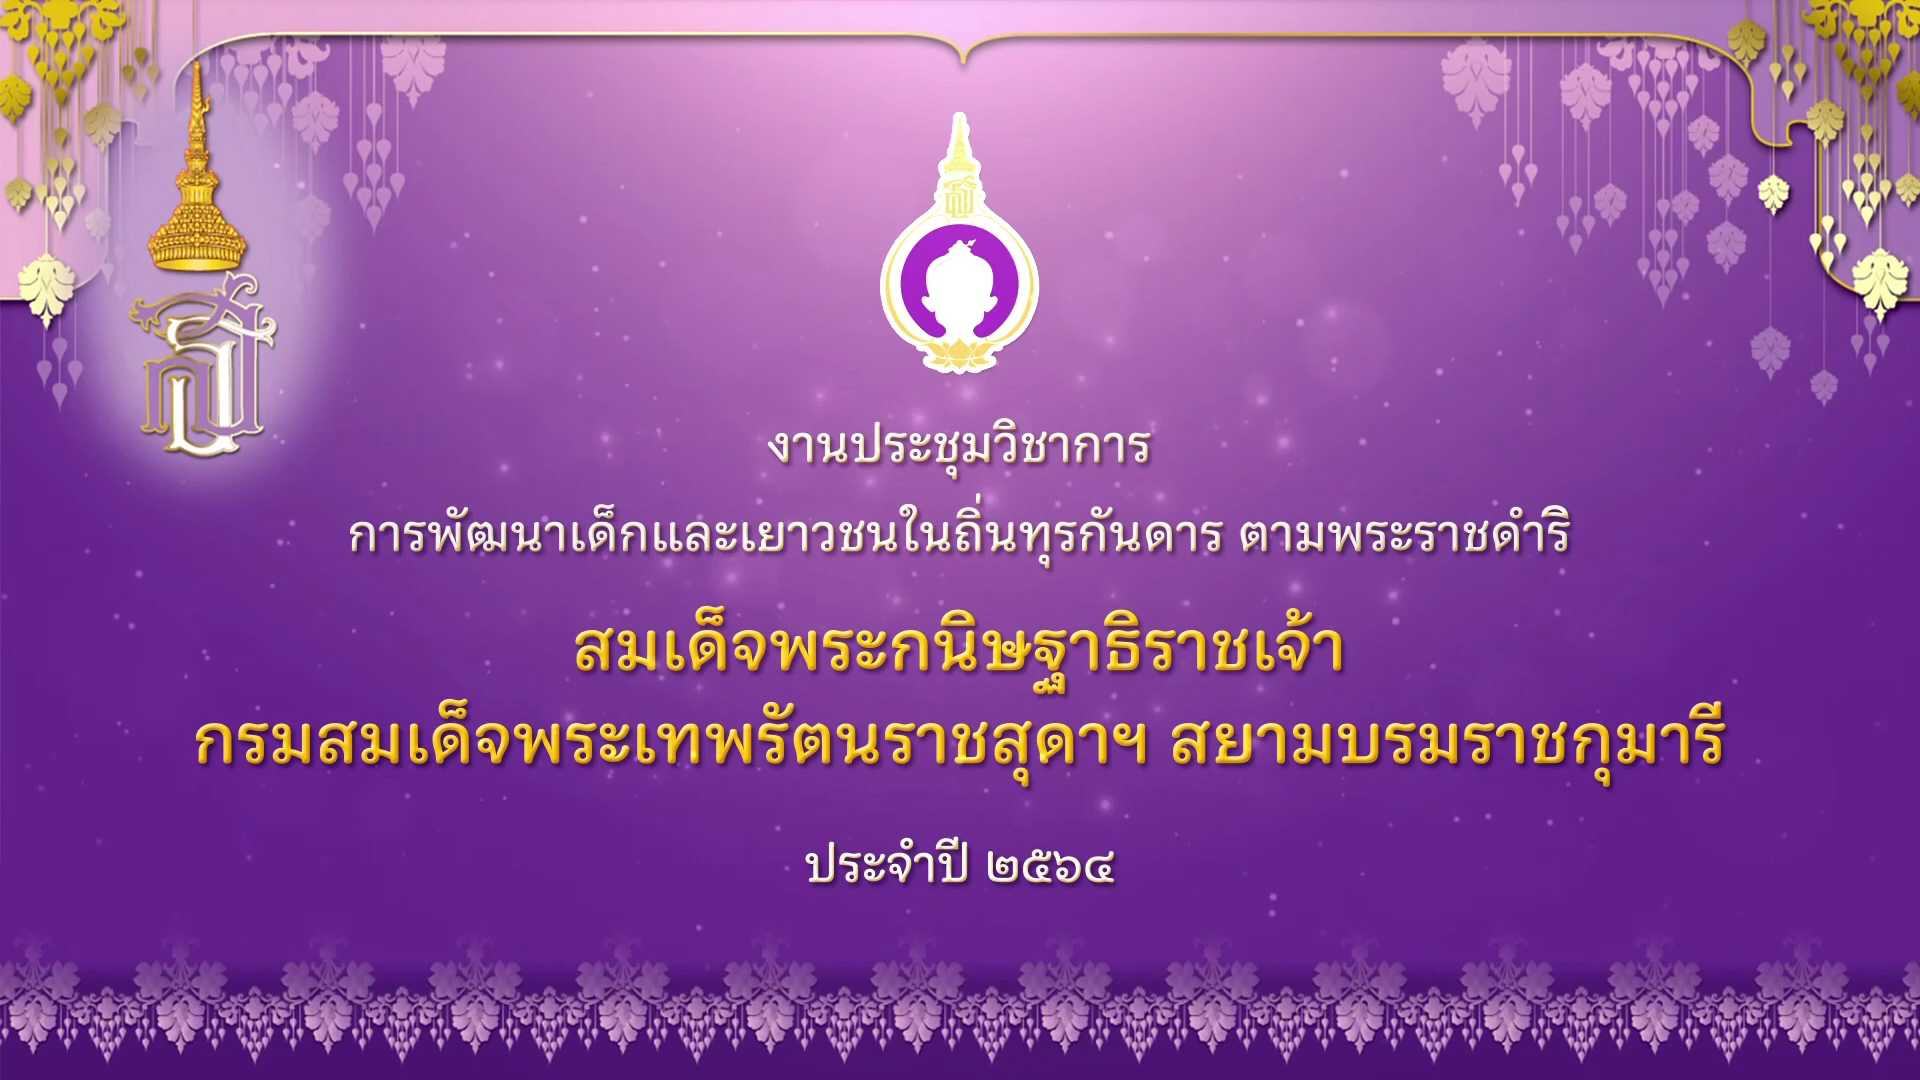 งานประชุมวิชาการ
การพัฒนาเด็กและเยาวชนในถิ่นทุรกันดาร ตามพระราชดำริ
สมเด็จพระกนิษฐาธิราชเจ้า
กรมสมเด็จพระเทพรัตนราชสุดาฯ สยามบรมราชกุมารี
ประจำปี ๒๕๖๔